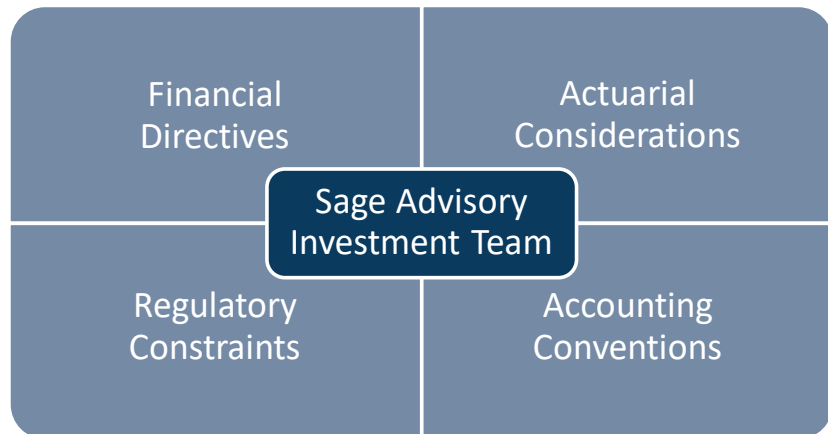 Financial
Directives
Actuarial
Considerations
Sage Advisory
Investment Team
Regulatory
Constraints
Accounting
Conventions